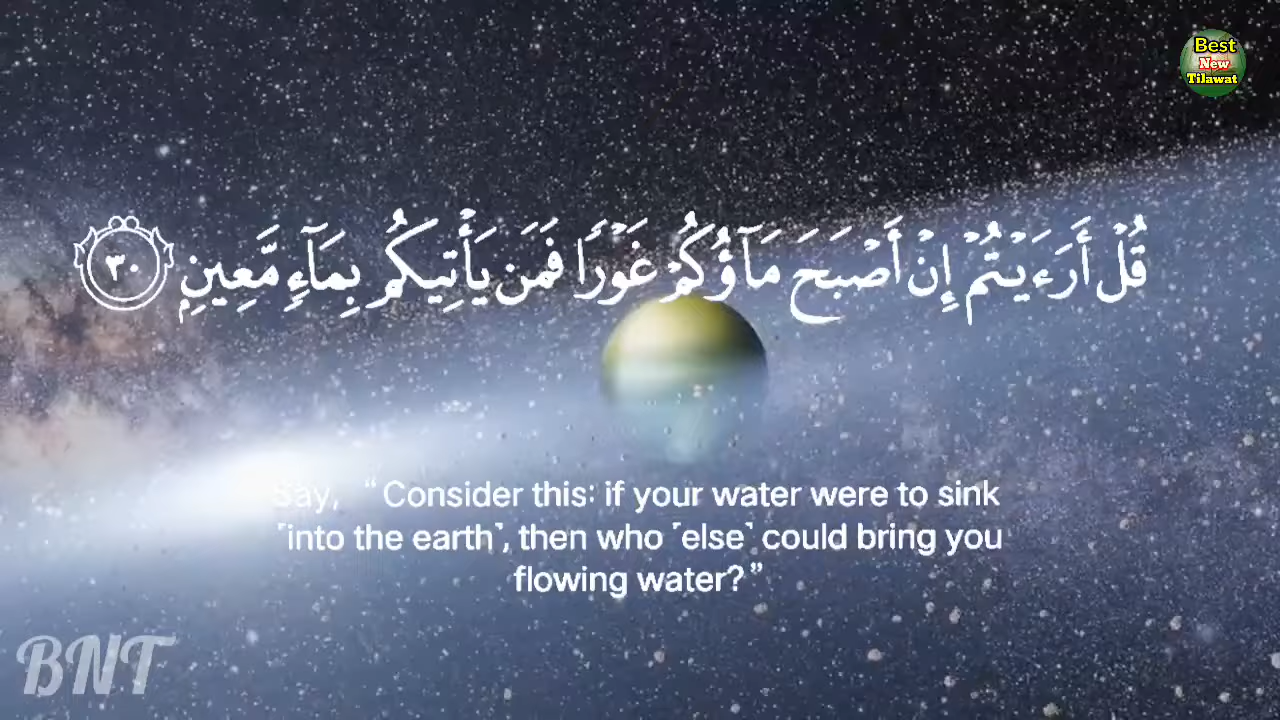 Best
New
Tilawat
قُلْ أَرَءَيْتُمْ إِنْ أَصْبَحَ مَآؤُكُمْ غَوْرًا فَمَن يَأْتِيكُم بِمَآءٍ مَّعِينٍۭ ٣٠
Say, “Consider this: if your water were to sink
˹into the earth˺, then who ˹else˺ could bring you
flowing water?”
BNT